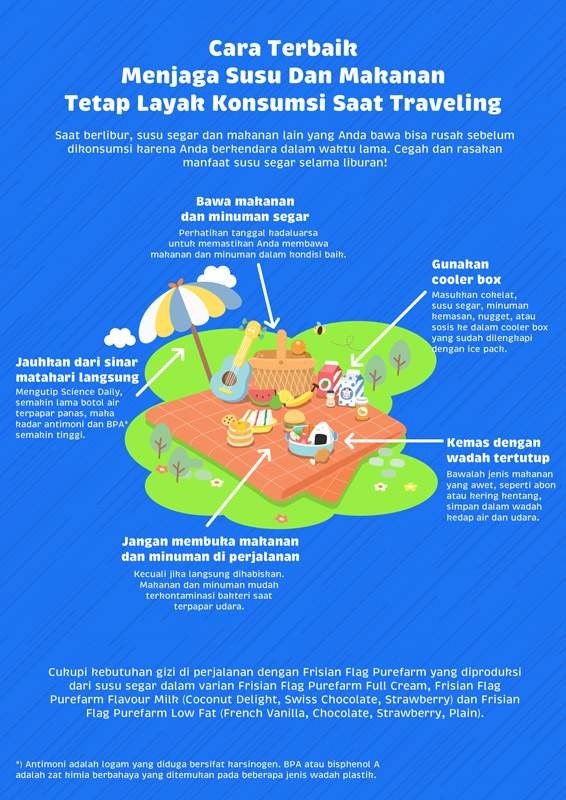 Cara Terbaik
Menjaga Susu Dan Makanan
Tetap Layak Konsumsi Saat Traveling
Saat berlibur, susu segar dan makanan lain yang Anda bawa bisa rusak sebelum
dikonsumsi karena Anda berkendara dalam waktu lama. Cegah dan rasakan
manfaat susu segar selama liburan!
Bawa makanan
dan minuman segar
Perhatikan tanggal kadaluarsa
untuk memastikan Anda membawa
makanan dan minuman dalam kondisi baik.
Gunakan
cooler box
Masukkan cokelat,
susu segar, minuman
kemasan, nugget, atau
sosis ke dalam cooler box
yang sudah dilengkapi
dengan ice pack.
Jauhkan dari sinar
matahari langsung
Mengutip Science Daily,
semakin lama botol air
terpapar panas, maka
kadar antimoni dan BPA*
semakin tinggi.
Kemas dengan
wadah tertutup
Bawalah jenis makanan
yang awet, seperti abon
atau kering kentang,
simpan dalam wadah
kedap air dan udara.
Jangan membuka makanan
dan minuman di perjalanan
Kecuali jika langsung dihabiskan.
Makanan dan minuman mudah
terkontaminasi bakteri saat
terpapar udara.
Cukupi kebutuhan gizi di perjalanan dengan Frisian Flag Purefarm yang diproduksi
dari susu segar dalam varian Frisian Flag Purefarm Full Cream, Frisian Flag
Purefarm Flavour Milk (Coconut Delight, Swiss Chocolate, Strawberry) dan Frisian
Flag Purefarm Low Fat (French Vanilla, Chocolate, Strawberry, Plain).
*) Antimoni adalah logam yang diduga bersifat karsinogen. BPA atau bisphenol A
adalah zat kimia berbahaya yang ditemukan pada beberapa jenis wadah plastik.